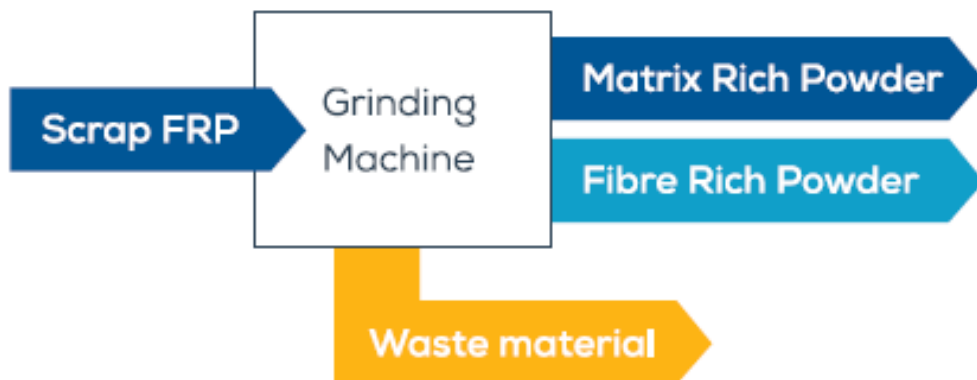 Scrap FRP
Grinding
Machine
Matrix Rich Powder
Fibre Rich Powder
Waste material